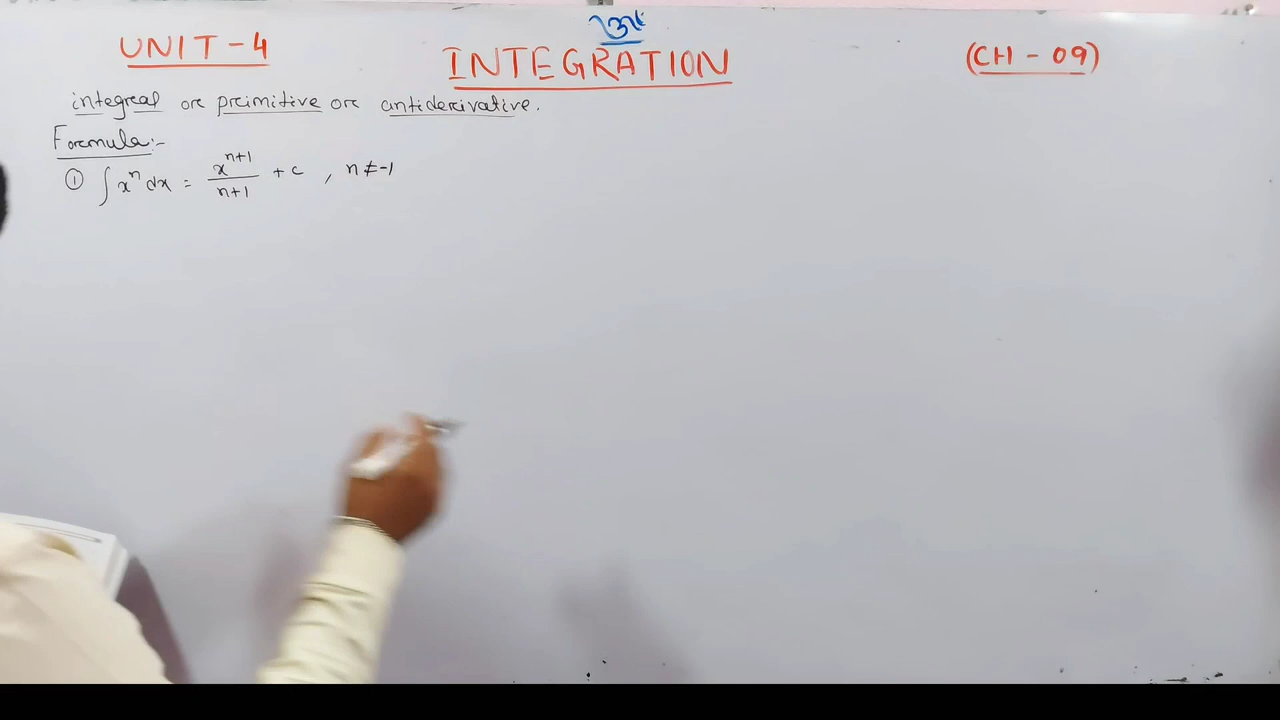 UNIT - 4
INTEGRATION
(CH - 09)
integral or primitive or antiderivative.
Formula:-
① ∫ xⁿ dx = xⁿ⁺¹/n+1 + c , n ≠ -1